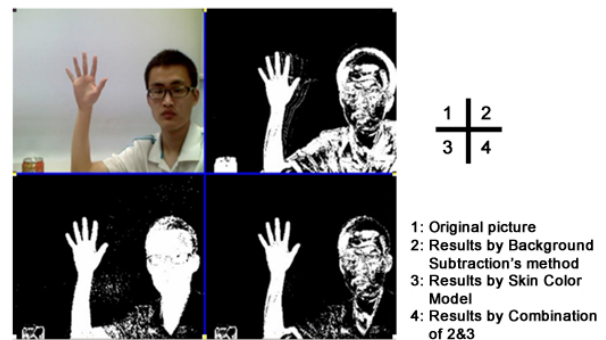 1 2
3 4
1: Original picture
2: Results by Background
Subtraction's method
3: Results by Skin Color
Model
4: Results by Combination
of 2&3